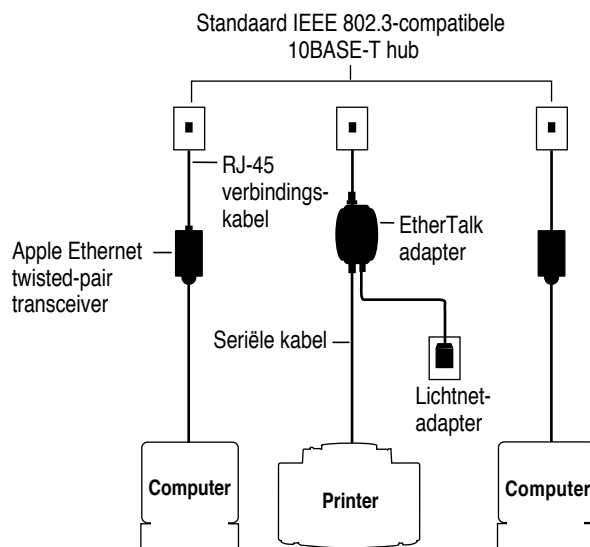 Standaard IEEE 802.3-compatibele
10BASE-T hub
RJ-45
verbindings-
kabel
EtherTalk
adapter
Apple Ethernet
twisted-pair
transceiver
Seriële kabel
Lichtnet-
adapter
Computer
Printer
Computer